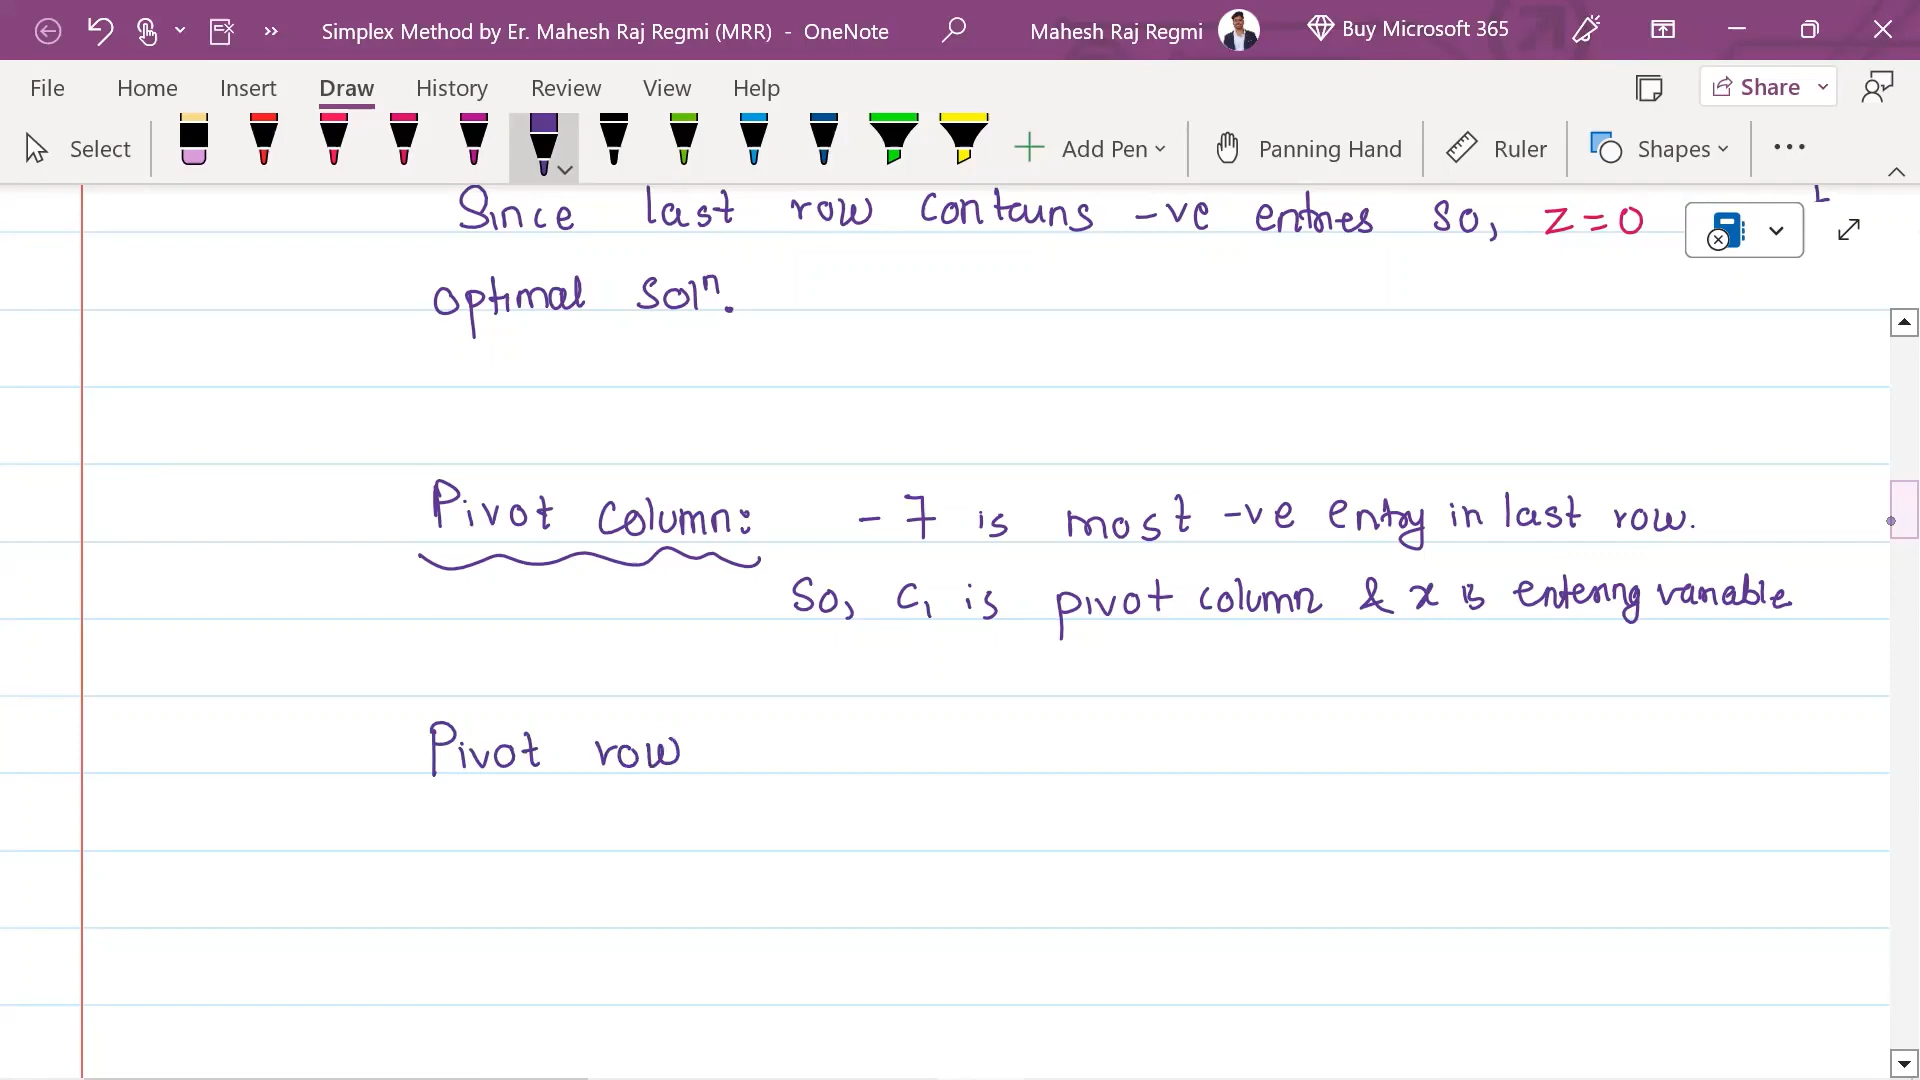 Simplex Method by Er. Mahesh Raj Regmi (MRR) - OneNote
Mahesh Raj Regmi
Buy Microsoft 365
File Home Insert Draw History Review View Help
Share
Select
Add Pen
Panning Hand
Ruler
Shapes
Since last row contains -ve entries so, z=0
optimal solⁿ.
Pivot column: -7 is most -ve entry in last row.
So, C₁ is pivot column & x is entering variable
Pivot row